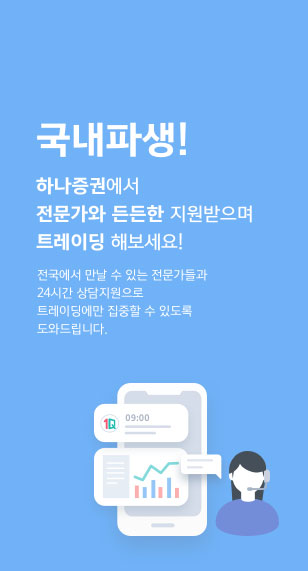 국내파생!
하나증권에서
전문가와 든든한 지원받으며
트레이딩 해보세요!
전국에서 만날 수 있는 전문가들과
24시간 상담지원으로
트레이딩에만 집중할 수 있도록
도와드립니다.
1Q
09:00